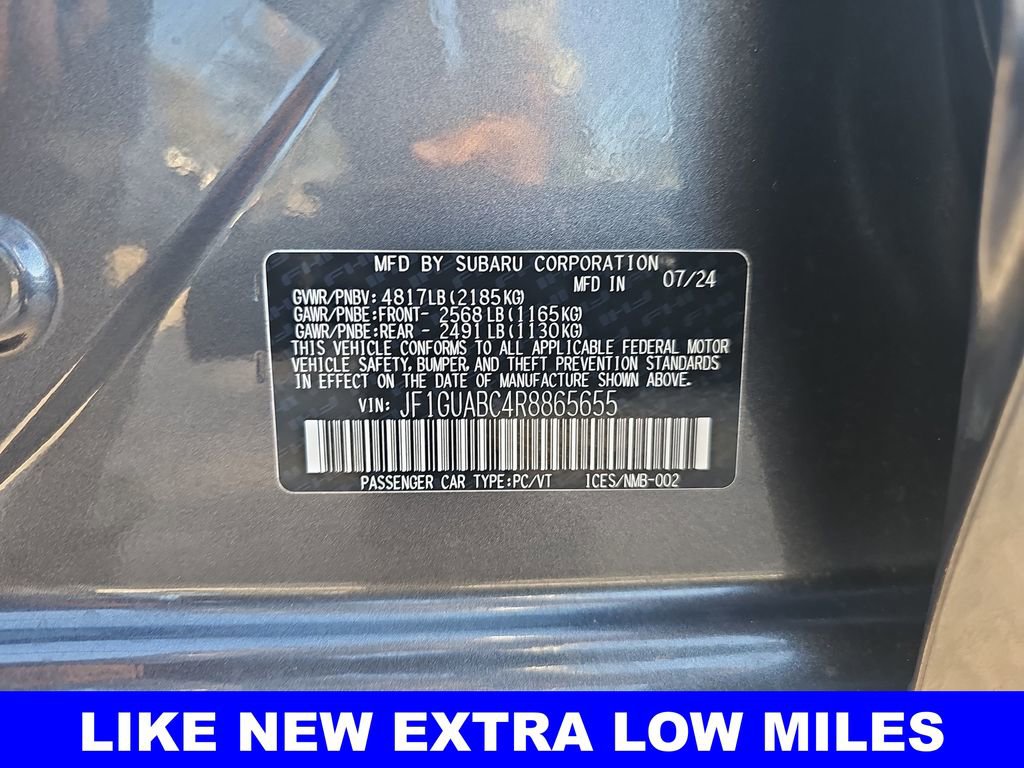 MFD BY SUBARU CORPORATION
MFD IN 07/24
GVWR/PNBV: 4817LB(2185KG)
GAWR/PNBE:FRONT- 2568LB(1165KG)
GAWR/PNBE:REAR - 2491LB(1130KG)
THIS VEHICLE CONFORMS TO ALL APPLICABLE FEDERAL MOTOR
VEHICLE SAFETY, BUMPER, AND THEFT PREVENTION STANDARDS
IN EFFECT ON THE DATE OF MANUFACTURE SHOWN ABOVE.
VIN: JF1GUABC4R8865655
PASSENGER CAR TYPE:PC/VT ICES/NMB-002
LIKE NEW EXTRA LOW MILES